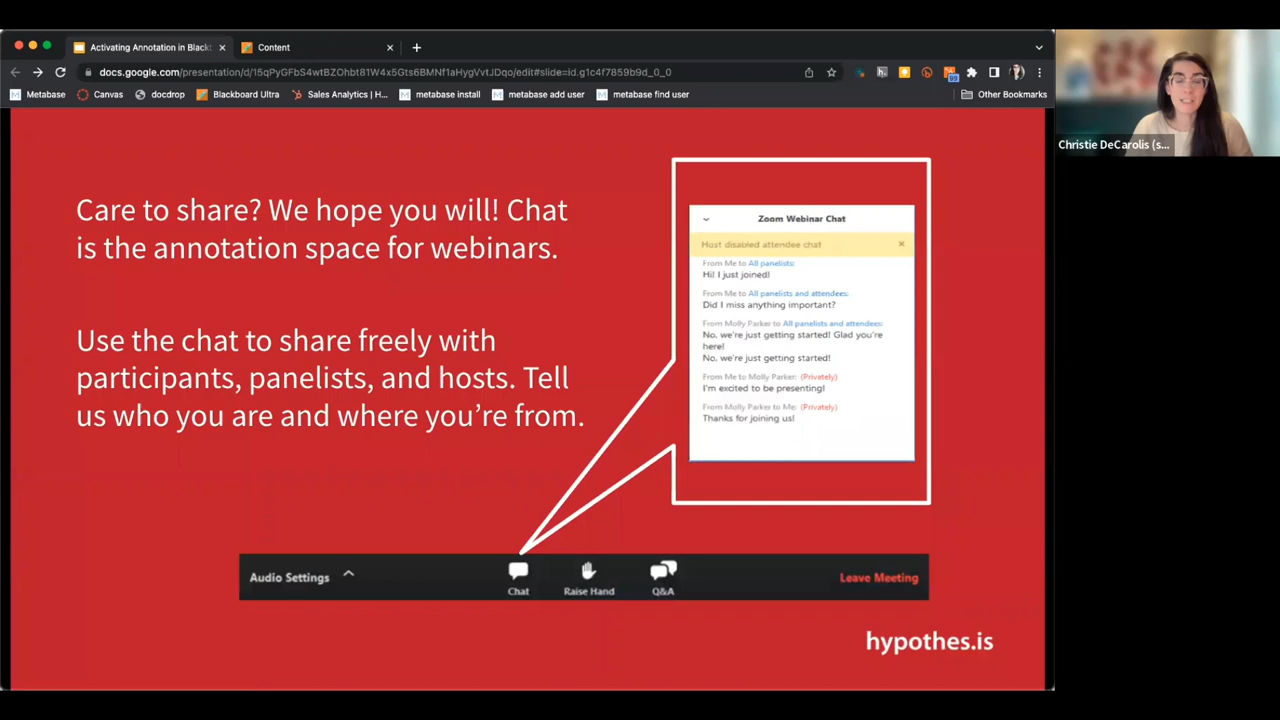 Activating Annotation in Black
Content
docs.google.com/presentation/d/15qPyGFbS4wtBZOhbt81W4x5Gts6BMNf1aHygVvtJDqo/edit#slide=id.g1c4f7859b9d_0_0
Metabase
Canvas
docdrop
Blackboard Ultra
Sales Analytics | H...
metabase install
metabase add user
metabase find user
Other Bookmarks
Christie DeCarolis (s...
Care to share? We hope you will! Chat
is the annotation space for webinars.
Use the chat to share freely with
participants, panelists, and hosts. Tell
us who you are and where you're from.
Zoom Webinar Chat
Host disabled attendee chat
From Me to All panelists:
Hi! I just joined!
From Me to All panelists and attendees:
Did I miss anything important?
From Molly Parker to All panelists and attendees:
No, we're just getting started! Glad you're
here!
No, we're just getting started!
From Me to Molly Parker: (Privately)
I'm excited to be presenting!
From Molly Parker to Me: (Privately)
Thanks for joining us!
Audio Settings
Chat
Raise Hand
Q&A
Leave Meeting
hypothes.is